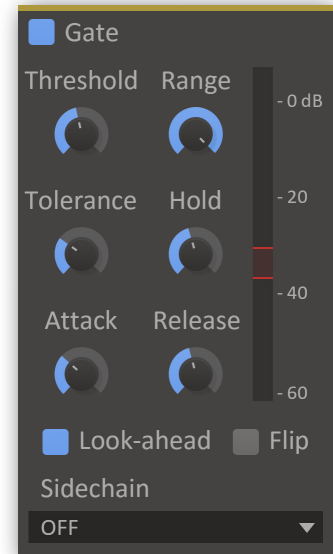 Gate
Threshold Range
- 0 dB
- 20
Tolerance Hold
- 40
Attack Release
- 60
Look-ahead Flip
Sidechain
OFF